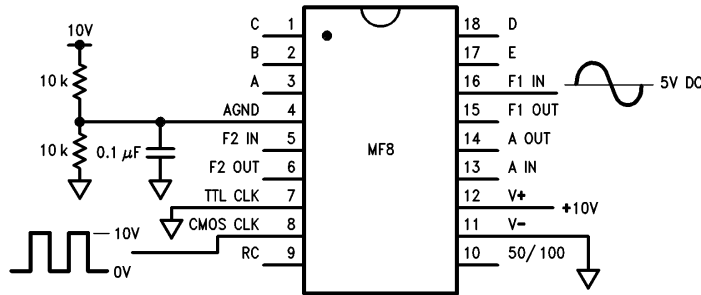 C 1 18 D
10V
B 2 17 E
10 k A 3 16 F1 IN 5V DC
AGND 4 15 F1 OUT
10k 0.1 μF F2 IN 5 14 A OUT
MF8
F2 OUT 6 13 A IN
TTL CLK 7 12 V+ +10V
10V CMOS CLK 8 11 V−
0V RC 9 10 50/100